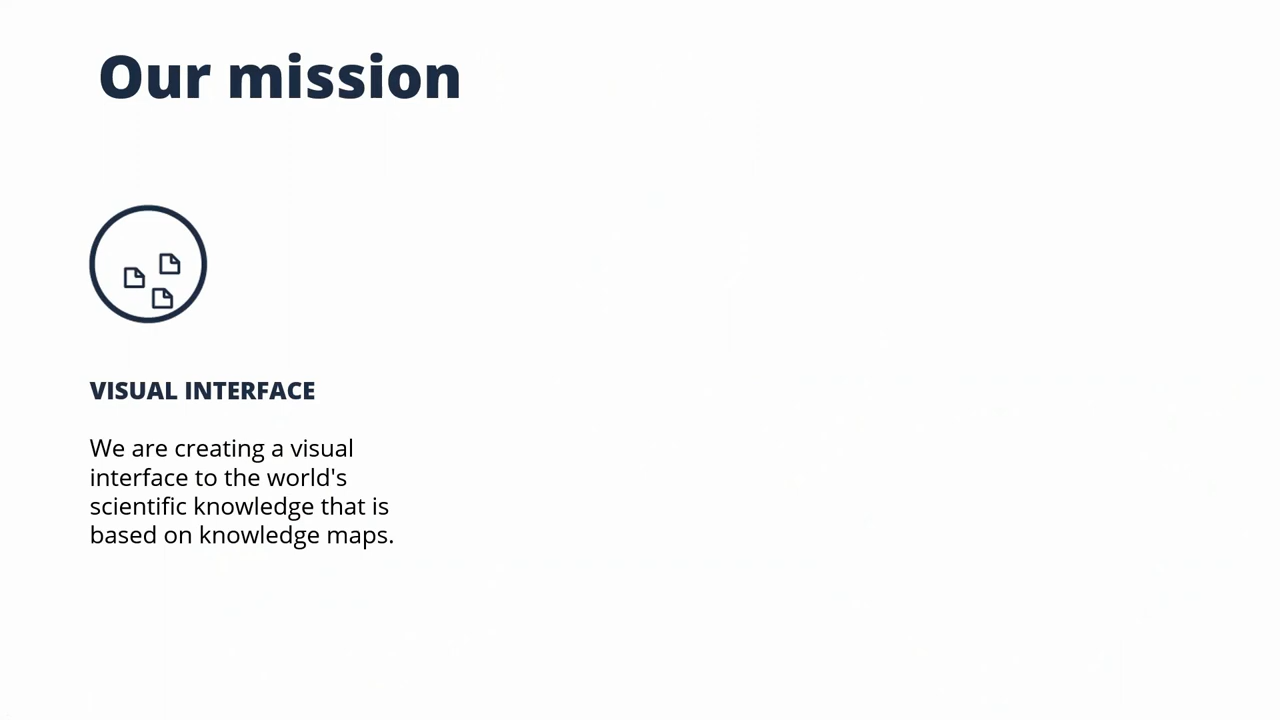 Our mission
VISUAL INTERFACE
We are creating a visual
interface to the world's
scientific knowledge that is
based on knowledge maps.